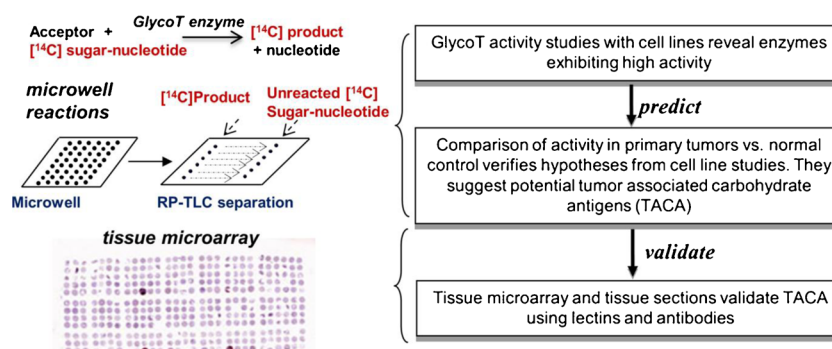 Acceptor + GlycoT enzyme [¹⁴C] product
[¹⁴C] sugar-nucleotide + nucleotide
microwell
reactions
[¹⁴C]Product
Unreacted [¹⁴C]
Sugar-nucleotide
Microwell
RP-TLC separation
tissue microarray
GlycoT activity studies with cell lines reveal enzymes
exhibiting high activity
predict
Comparison of activity in primary tumors vs. normal
control verifies hypotheses from cell line studies. They
suggest potential tumor associated carbohydrate
antigens (TACA)
validate
Tissue microarray and tissue sections validate TACA
using lectins and antibodies